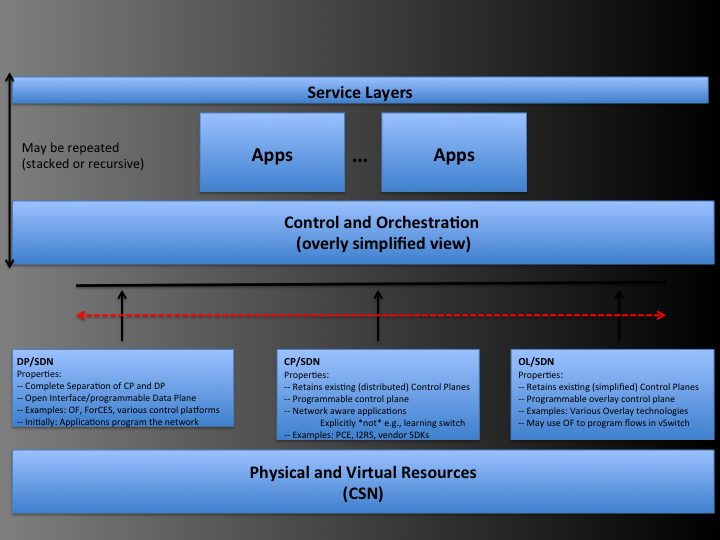 Service Layers
May be repeated
(stacked or recursive)
Apps
...
Apps
Control and Orchestration
(overly simplified view)
DP/SDN
Properties:
-- Complete Separation of CP and DP
-- Open Interface/programmable Data Plane
-- Examples: OF, ForCES, various control platforms
-- Initially: Applications program the network
CP/SDN
Properties:
-- Retains existing (distributed) Control Planes
-- Programmable control plane
-- Network aware applications
Explicitly *not* e.g., learning switch
-- Examples: PCE, I2RS, vendor SDKs
OL/SDN
Properties:
-- Retains existing (simplified) Control Planes
-- Programmable overlay control plane
-- Examples: Various Overlay technologies
-- May use OF to program flows in vSwitch
Physical and Virtual Resources
(CSN)